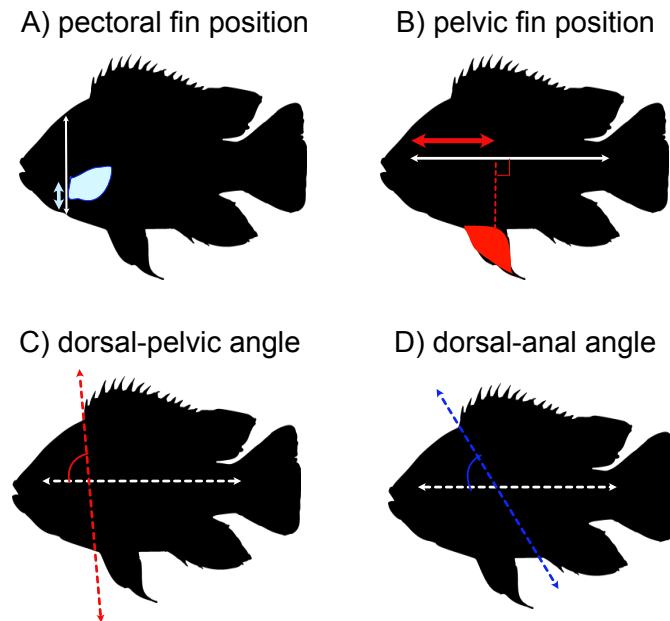 A) pectoral fin position
B) pelvic fin position
C) dorsal-pelvic angle
D) dorsal-anal angle